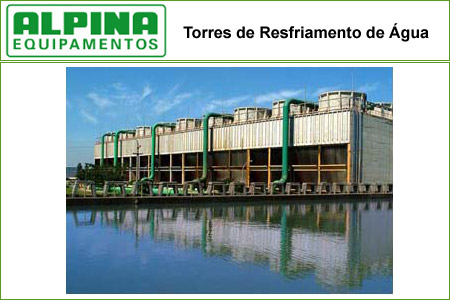 ALPINA
EQUIPAMENTOS
Torres de Resfriamento de Água